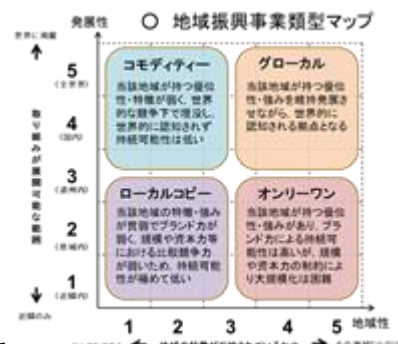 発展性
○ 地域振興事業類型マップ
世界に飛躍
取り組みが展開可能な範囲
近隣のみ
5
(全世界)
4
(国内)
3
2
1
コモディティー
当該地域が持つ優位
性・特徴が弱く、世界
的な競争下で埋没し、
世界的に認知されず
持続可能性は低い
グローカル
当該地域が持つ優位
性・強みを維持発展さ
せながら、世界的に
認知される拠点となる
ローカルコピー
当該地域の特徴・強み
が貧弱でブランド力が
弱く、規模や資本力等
における比較競争力
が弱いため、持続可能
性が極めて低い
オンリーワン
当該地域が持つ優位
性・強みがあり、ブラン
ド力による持続可
能性は高いが、規模
や資本力の制約によ
り大規模化は困難
1 2 3 4 5
地域性